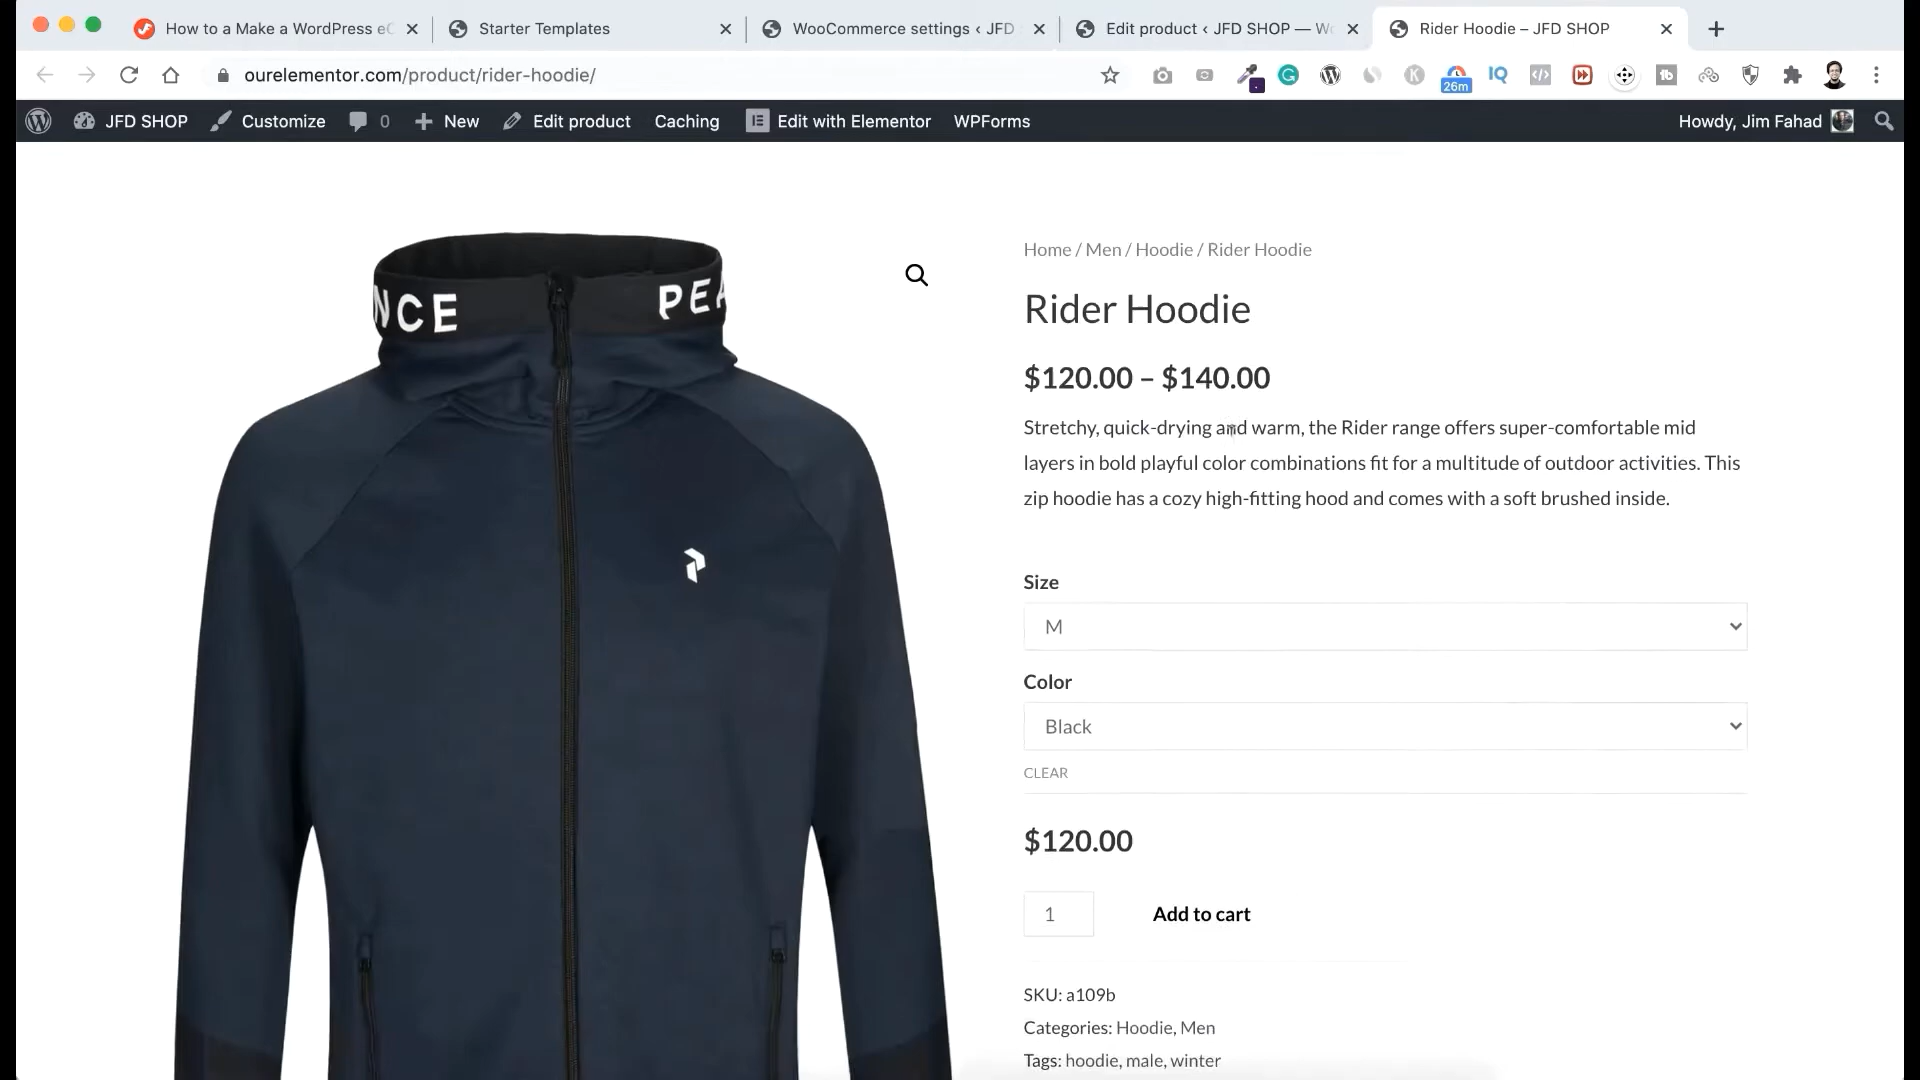 How to a Make a WordPress eC
Starter Templates
WooCommerce settings ‹ JFD
Edit product ‹ JFD SHOP — Wo
Rider Hoodie – JFD SHOP
ourelementor.com/product/rider-hoodie/
26m
IQ
JFD SHOP
Customize
0
New
Edit product
Caching
Edit with Elementor
WPForms
Howdy, Jim Fahad
NCE
PEA
Home / Men / Hoodie / Rider Hoodie
Rider Hoodie
$120.00 – $140.00
Stretchy, quick-drying and warm, the Rider range offers super-comfortable mid
layers in bold playful color combinations fit for a multitude of outdoor activities. This
zip hoodie has a cozy high-fitting hood and comes with a soft brushed inside.
Size
M
Color
Black
CLEAR
$120.00
1
Add to cart
SKU: a109b
Categories: Hoodie, Men
Tags: hoodie, male, winter